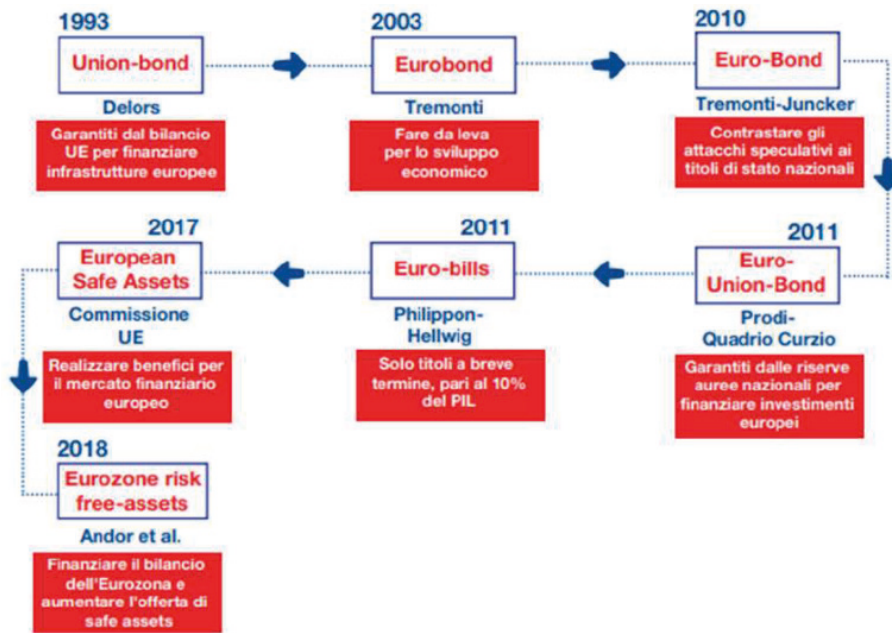 1993
Union-bond
Delors
Garantiti dal bilancio
UE per finanziare
infrastrutture europee
2003
Eurobond
Tremonti
Fare da leva
per lo sviluppo
economico
2010
Euro-Bond
Tremonti-Juncker
Contrastare gli
attacchi speculativi ai
titoli di stato nazionali
2011
Euro-
Union-Bond
Prodi-
Quadrio Curzio
Garantiti dalle riserve
auree nazionali per
finanziare investimenti
europei
2011
Euro-bills
Philippon-
Hellwig
Solo titoli a breve
termine, pari al 10%
del PIL
2017
European
Safe Assets
Commissione
UE
Realizzare benefici per
il mercato finanziario
europeo
2018
Eurozone risk
free-assets
Andor et al.
Finanziare il bilancio
dell'Eurozona e
aumentare l'offerta di
safe assets